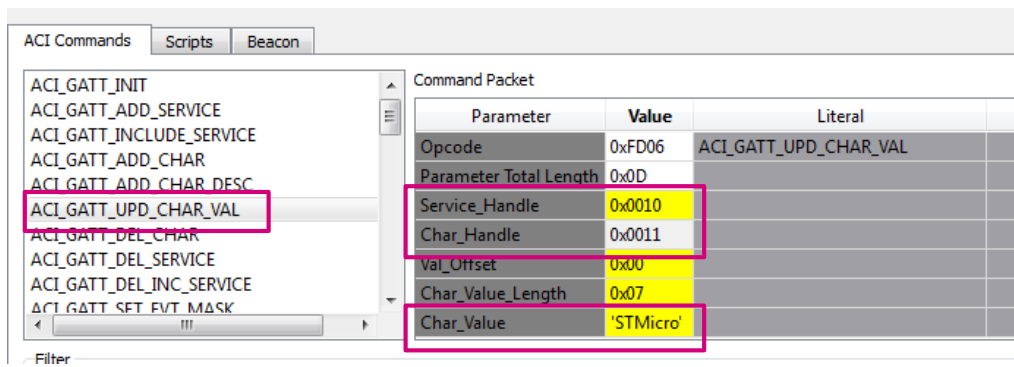 ACI Commands Scripts Beacon
Command Packet
ACI_GATT_INIT
ACI_GATT_ADD_SERVICE
ACI_GATT_INCLUDE_SERVICE
ACI_GATT_ADD_CHAR
ACI_GATT_ADD_CHAR_DESC
ACI_GATT_UPD_CHAR_VAL
ACI_GATT_DEL_CHAR
ACI_GATT_DEL_SERVICE
ACI_GATT_DEL_INC_SERVICE
ACI_GATT_SET_EVT_MASK
Parameter Value Literal
Opcode 0xFD06 ACI_GATT_UPD_CHAR_VAL
Parameter Total Length 0x0D
Service_Handle 0x0010
Char_Handle 0x0011
Val_Offset 0x00
Char_Value_Length 0x07
Char_Value 'STMicro'
Filter